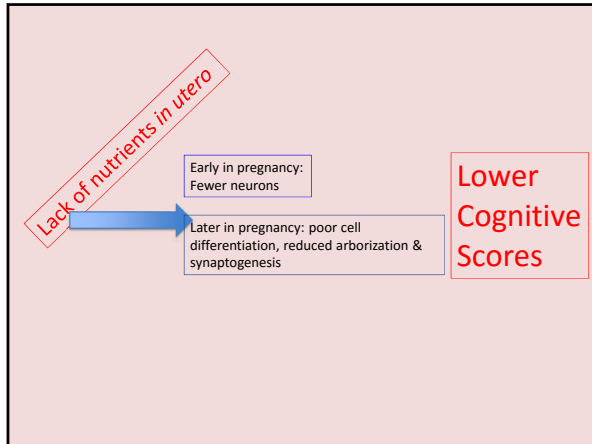 Lack of nutrients in utero
Early in pregnancy:
Fewer neurons
Later in pregnancy: poor cell
differentiation, reduced arborization &
synaptogenesis
Lower
Cognitive
Scores